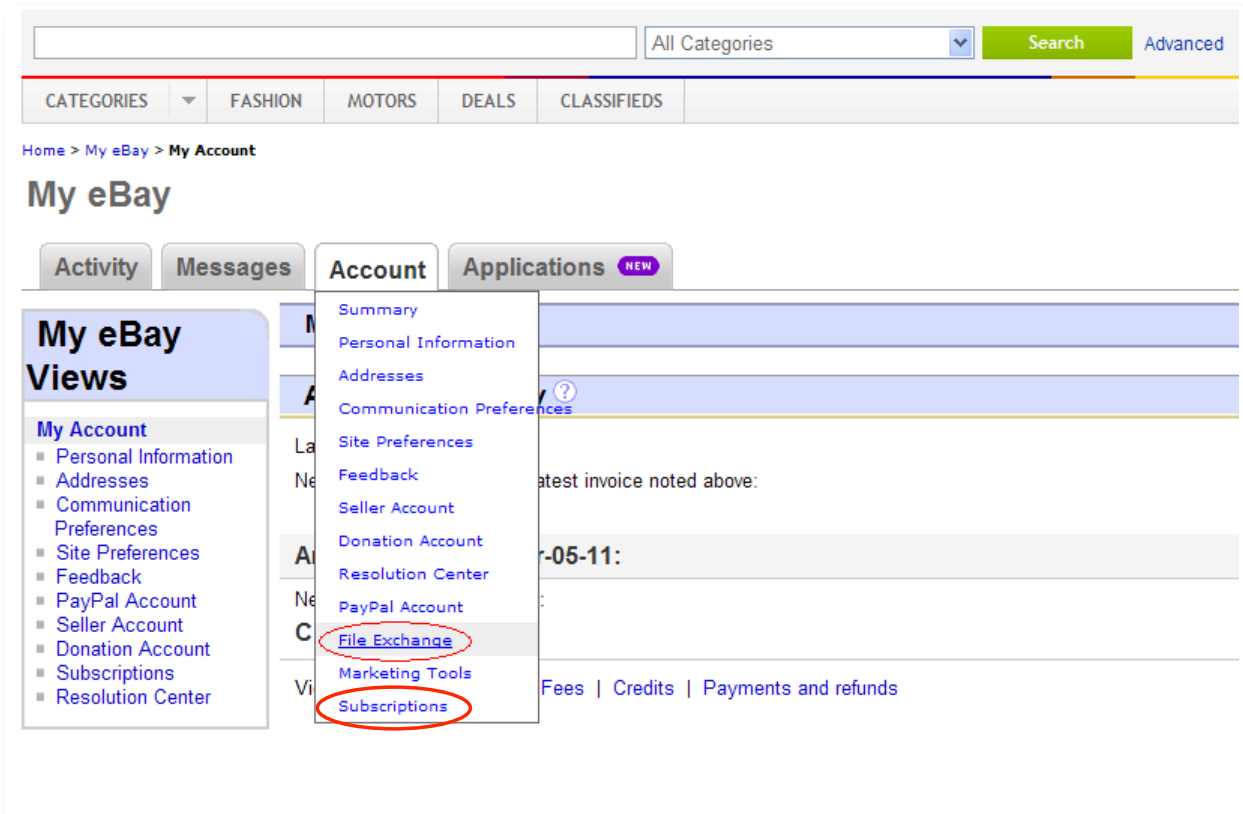 All Categories
Search
Advanced
CATEGORIES
FASHION
MOTORS
DEALS
CLASSIFIEDS
Home > My eBay > My Account
My eBay
Activity
Messages
Account
Applications NEW
My eBay
Views
My Account
Personal Information
Addresses
Communication
Preferences
Site Preferences
Feedback
PayPal Account
Seller Account
Donation Account
Subscriptions
Resolution Center
Summary
Personal Information
Addresses
Communication Preferences
Site Preferences
Feedback
Seller Account
Donation Account
Resolution Center
PayPal Account
File Exchange
Marketing Tools
Subscriptions
?
invoice noted above:
-05-11:
Fees | Credits | Payments and refunds